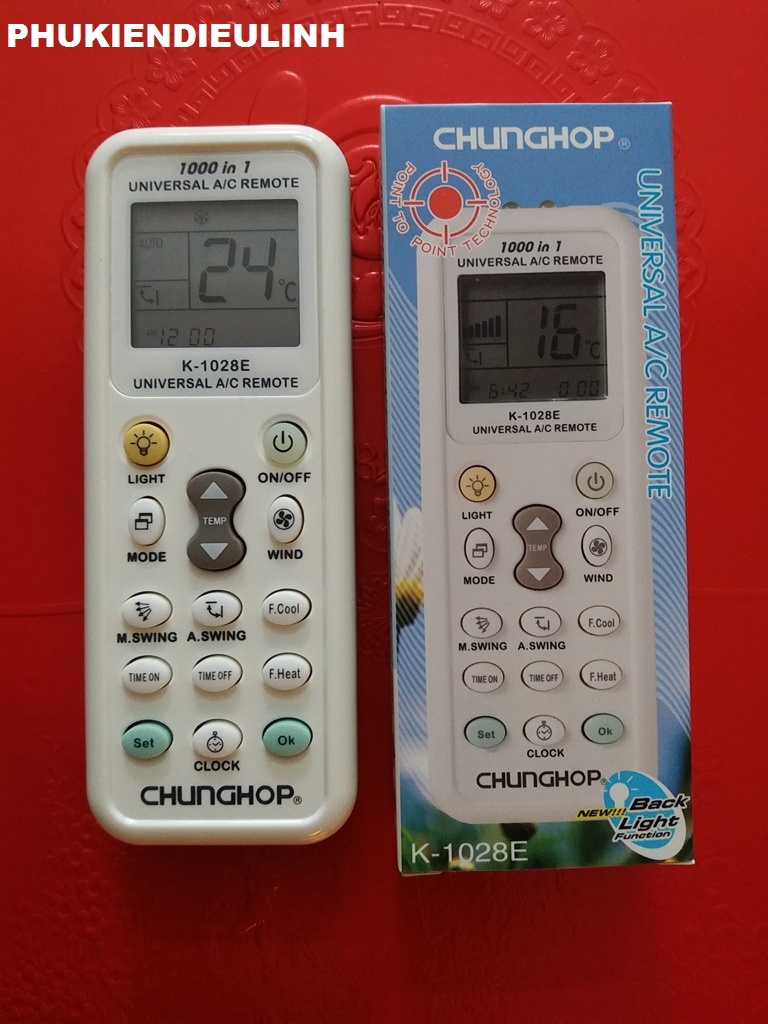 PHUKIENDIEULINH
1000 in 1
UNIVERSAL A/C REMOTE
AUTO
24°C
AM 12:00
K-1028E
UNIVERSAL A/C REMOTE
LIGHT
ON/OFF
TEMP
MODE
WIND
M.SWING
A.SWING
F.Cool
TIME ON
TIME OFF
F.Heat
Set
CLOCK
Ok
CHUNGHOP®
CHUNGHOP®
POINT TO POINT TECHNOLOGY
UNIVERSAL A/C REMOTE
1000 in 1
UNIVERSAL A/C REMOTE
16°C
6:42 0:00
K-1028E
UNIVERSAL A/C REMOTE
LIGHT
ON/OFF
TEMP
MODE
WIND
M.SWING
A.SWING
F.Cool
TIME ON
TIME OFF
F.Heat
Set
CLOCK
Ok
CHUNGHOP®
NEW!!! Back
Light
Function
K-1028E